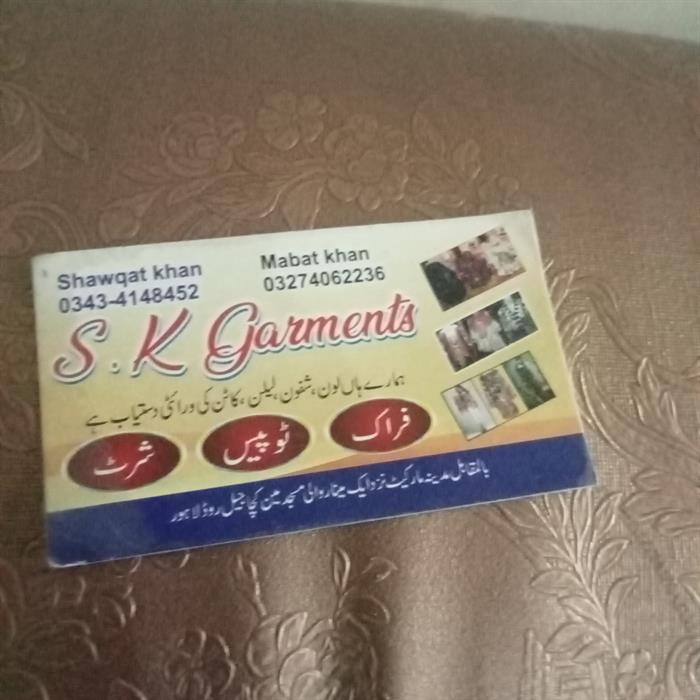 Shawqat khan
0343-4148452
Mabat khan
03274062236
S.K Garments
ہمارے ہاں لون، شفون، لیلن، کاٹن کی ورائٹی دستیاب ہے
فراک
ٹو پیس
شرٹ
بالمقابل مدینہ مارکیٹ نزد ایک مینار والی مسجد مین کچا جیل روڈ لاہور